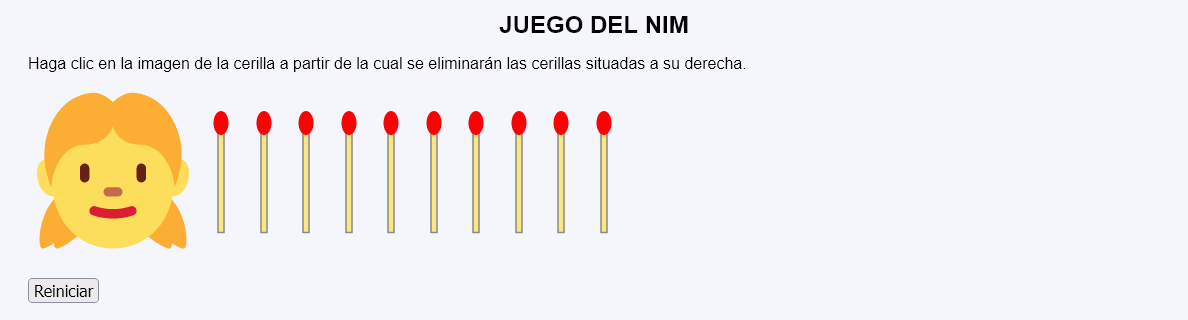 JUEGO DEL NIM
Haga clic en la imagen de la cerilla a partir de la cual se eliminarán las cerillas situadas a su derecha.
Reiniciar